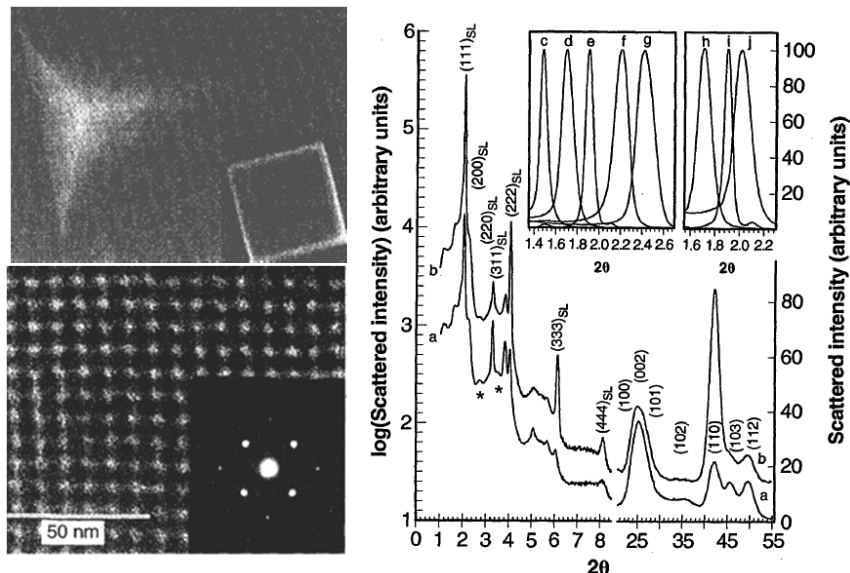 50 nm
log(Scattered intensity) (arbitrary units)
6
5
4
3
2
1
(111)SL
(200)SL
(220)SL
(311)SL
(222)SL
(333)SL
(444)SL
b
a
* *
(100)
(002)
(101)
(102)
(110)
(103)
(112)
b
a
c d e f g
1.4 1.6 1.8 2.0 2.2 2.4 2.6
2θ
h i j
1.6 1.8 2.0 2.2
2θ
100
80
60
40
20
80
60
40
20
0
Scattered intensity (arbitrary units)
0 1 2 3 4 5 6 7 8 25 35 45 55
2θ